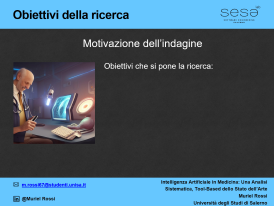 Obiettivi della ricerca
sesa
Motivazione dell'indagine
Obiettivi che si pone la ricerca:
m.rossi67@studenti.unisa.it
@Muriel Rossi
Intelligenza Artificiale in Medicina: Una Analisi
Sistematica, Tool-Based dello Stato dell'Arte
Muriel Rossi
Università degli Studi di Salerno